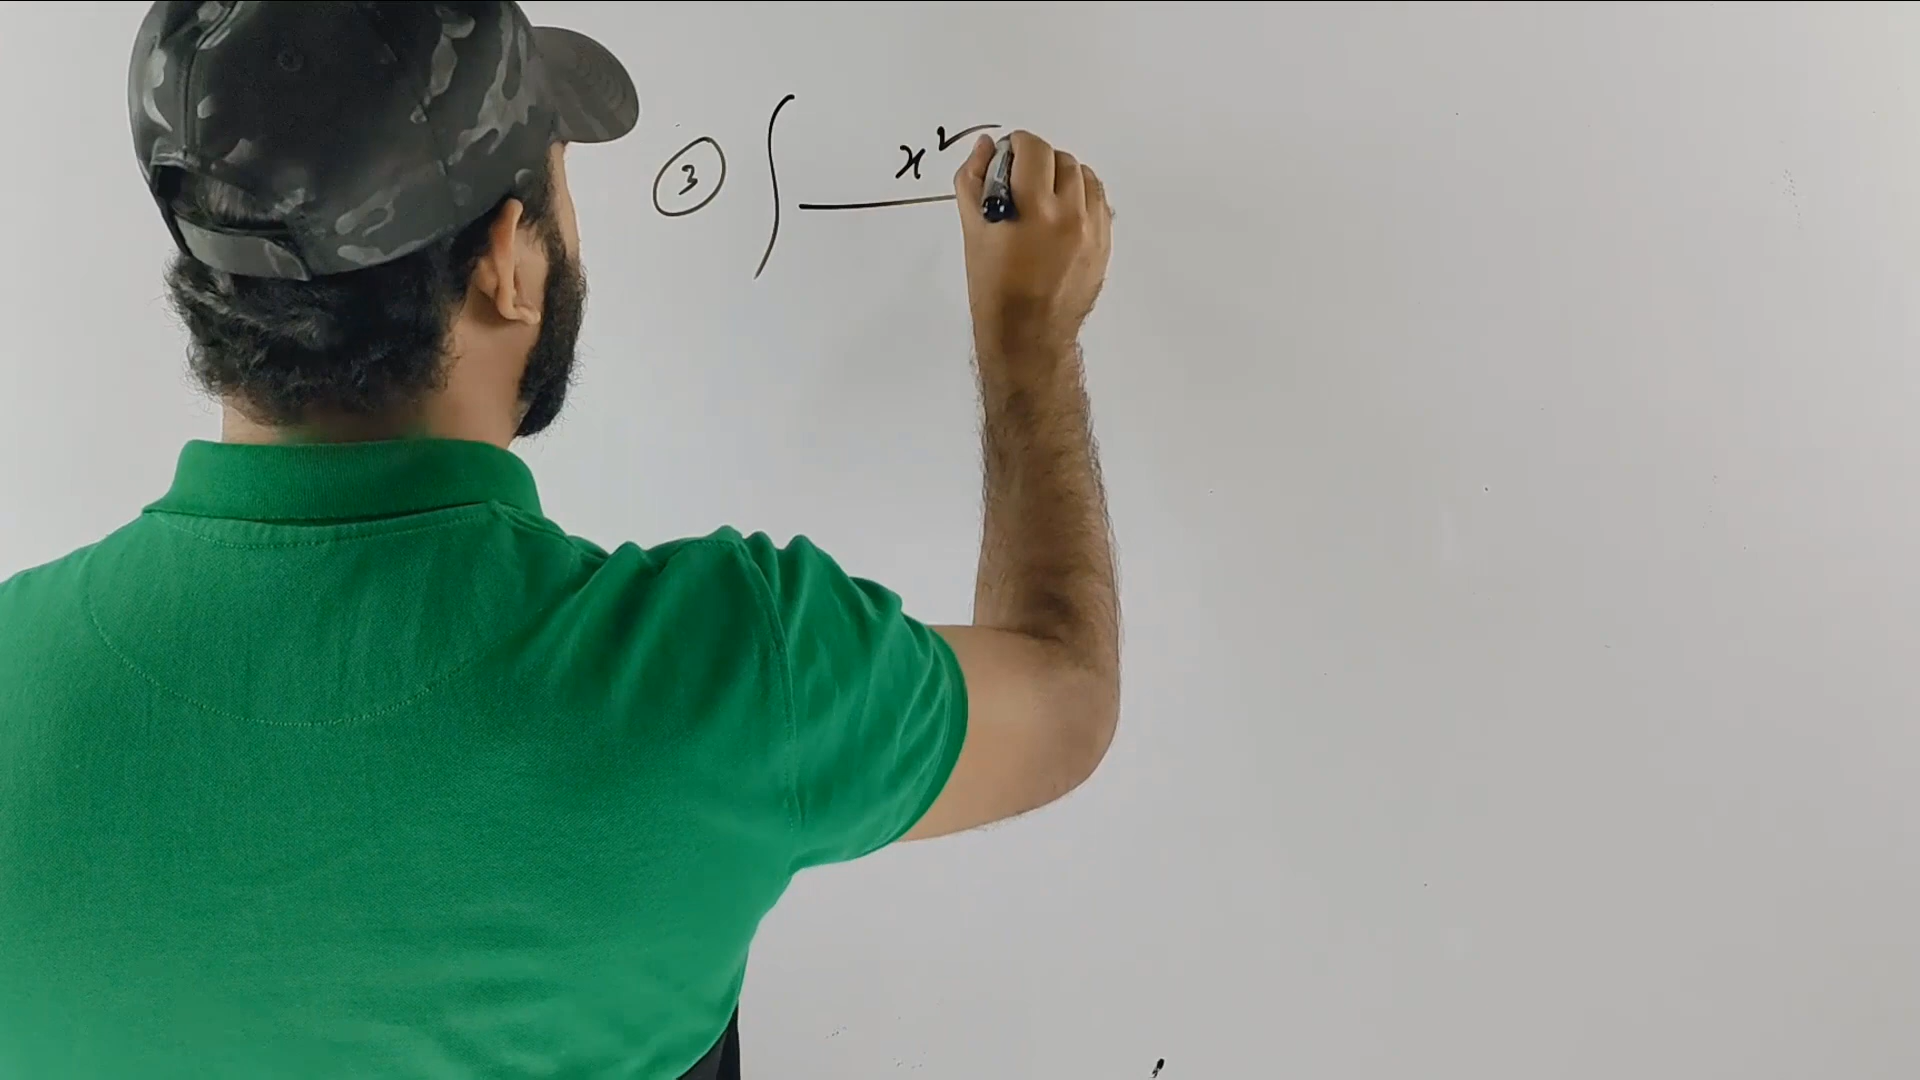 ③ ∫ x²